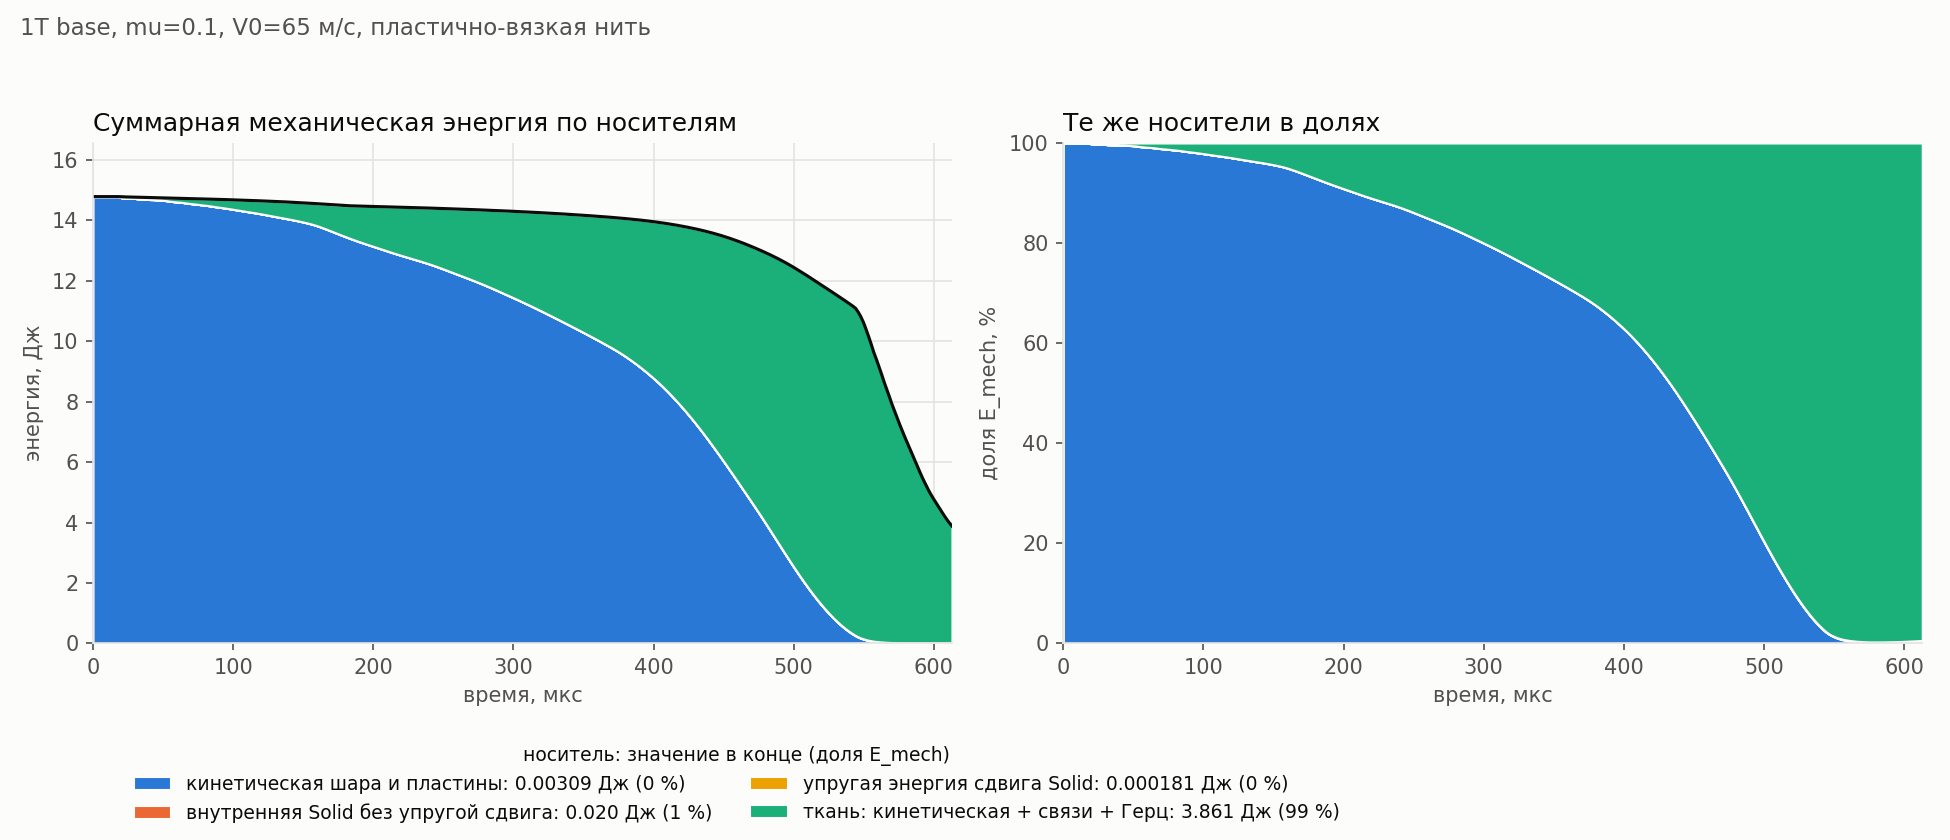 1T base, mu=0.1, V0=65 м/с, пластично-вязкая нить
Суммарная механическая энергия по носителям
16
14
12
10
8
6
4
2
0
энергия, Дж
0 100 200 300 400 500 600
время, мкс
Те же носители в долях
100
80
60
40
20
0
доля E_mech, %
0 100 200 300 400 500 600
время, мкс
носитель: значение в конце (доля E_mech)
кинетическая шара и пластины: 0.00309 Дж (0 %)
внутренняя Solid без упругой сдвига: 0.020 Дж (1 %)
упругая энергия сдвига Solid: 0.000181 Дж (0 %)
ткань: кинетическая + связи + Герц: 3.861 Дж (99 %)